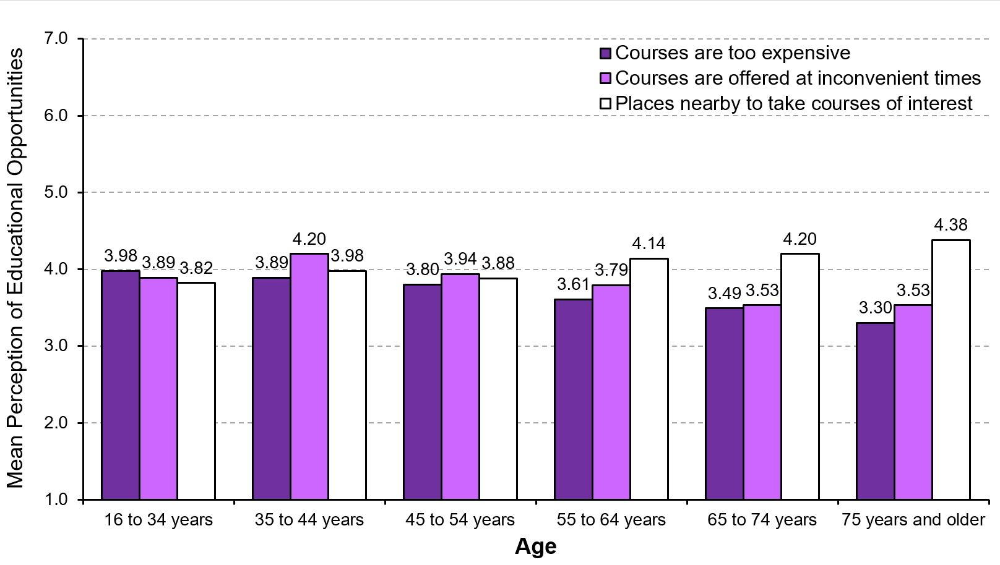 Mean Perception of Educational Opportunities
7.0
6.0
5.0
4.0
3.0
2.0
1.0
Courses are too expensive
Courses are offered at inconvenient times
Places nearby to take courses of interest
3.98 3.89 3.82
3.89 4.20 3.98
3.80 3.94 3.88
3.61 3.79 4.14
3.49 3.53 4.20
3.30 3.53 4.38
16 to 34 years
35 to 44 years
45 to 54 years
55 to 64 years
65 to 74 years
75 years and older
Age